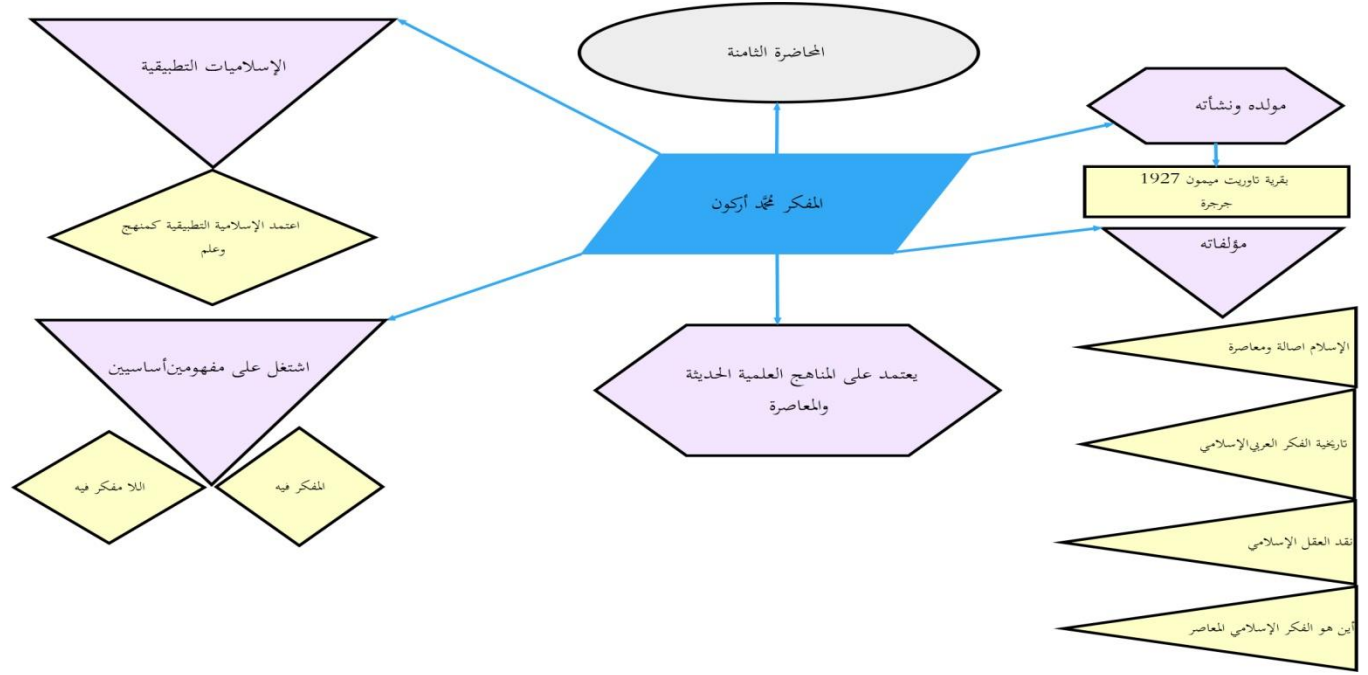 المحاضرة الثامنة
المفكر محمَّد أركون
مولده ونشأته
بقرية تاوريت ميمون 1927
جرجرة
مؤلفاته
الإسلام اصالة ومعاصرة
تاريخية الفكر العربي الإسلامي
نقد العقل الإسلامي
أين هو الفكر الإسلامي المعاصر
يعتمد على المناهج العلمية الحديثة
والمعاصرة
الإسلاميات التطبيقية
اعتمد الإسلامية التطبيقية كمنهج
وعلم
اشتغل على مفهومين أساسيين
المفكر فيه
اللا مفكر فيه